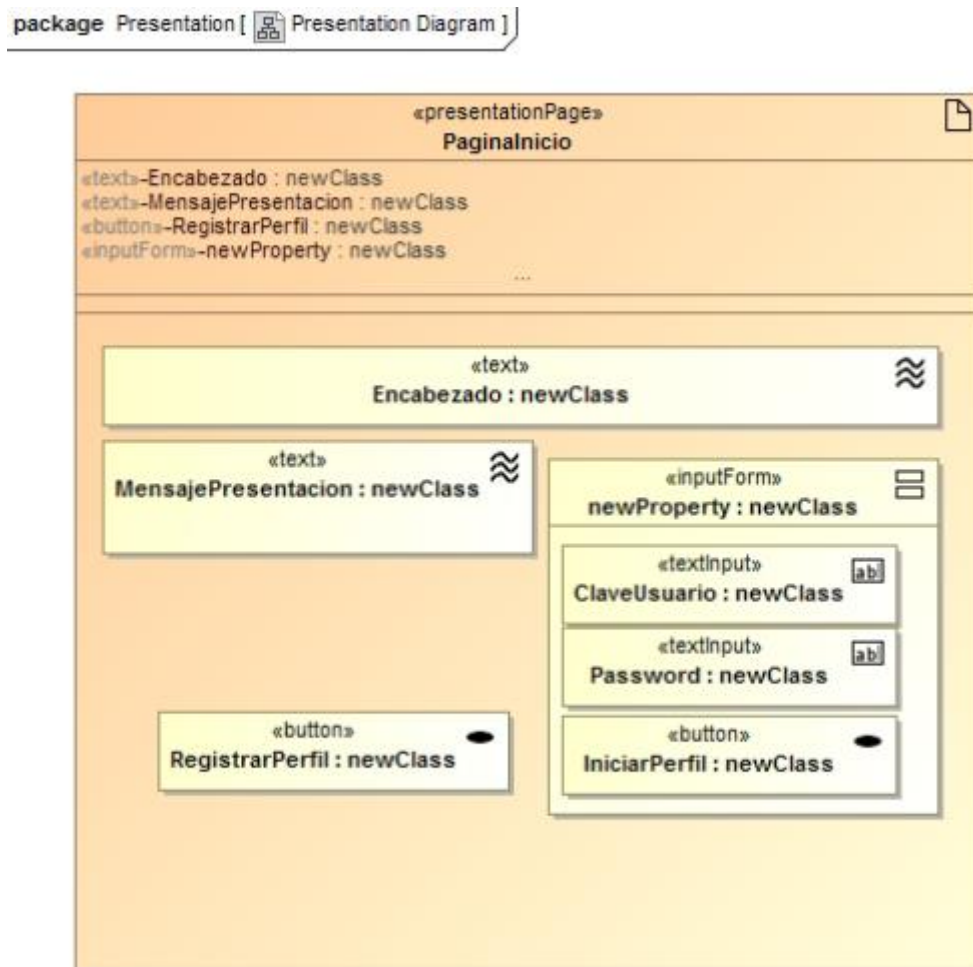 package Presentation [ Presentation Diagram ]
«presentationPage»
PaginaInicio
«text»-Encabezado : newClass
«text»-MensajePresentacion : newClass
«button»-RegistrarPerfil : newClass
«inputForm»-newProperty : newClass
...
«text»
Encabezado : newClass
«text»
MensajePresentacion : newClass
«inputForm»
newProperty : newClass
«textInput»
ab
ClaveUsuario : newClass
«textInput»
ab
Password : newClass
«button»
RegistrarPerfil : newClass
«button»
IniciarPerfil : newClass